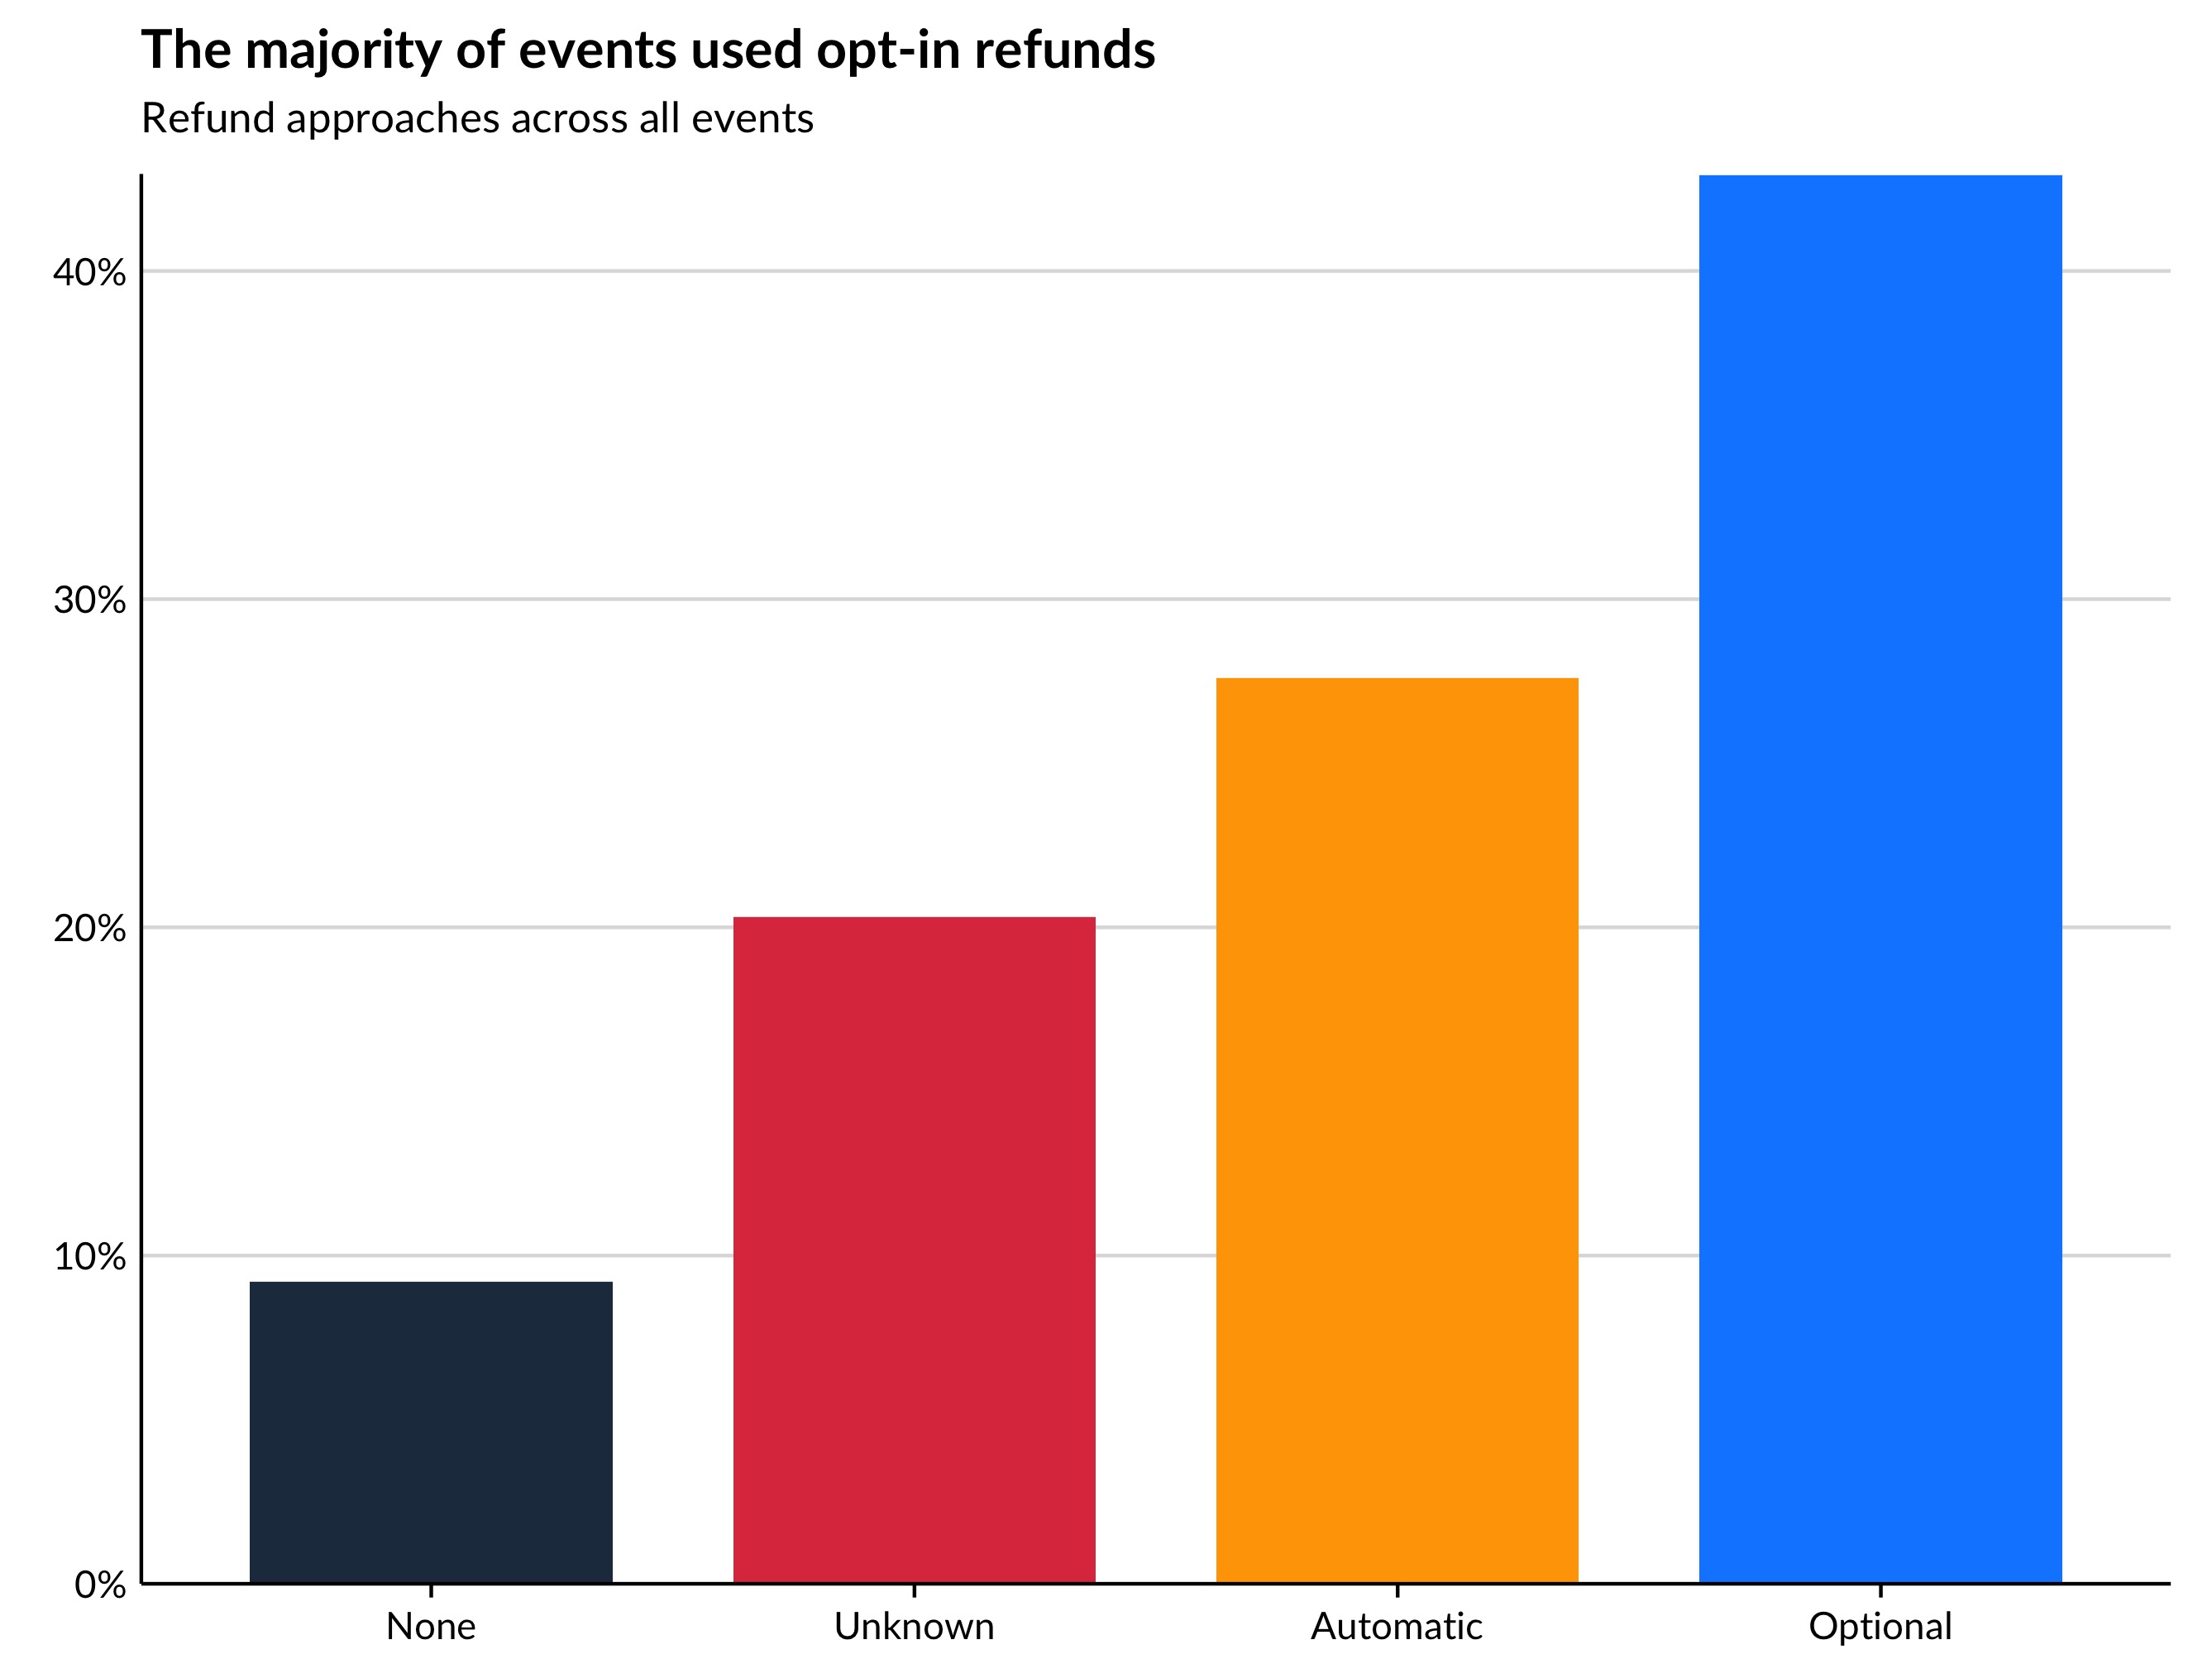 The majority of events used opt-in refunds
Refund approaches across all events
40%
30%
20%
10%
0%
None Unknown Automatic Optional